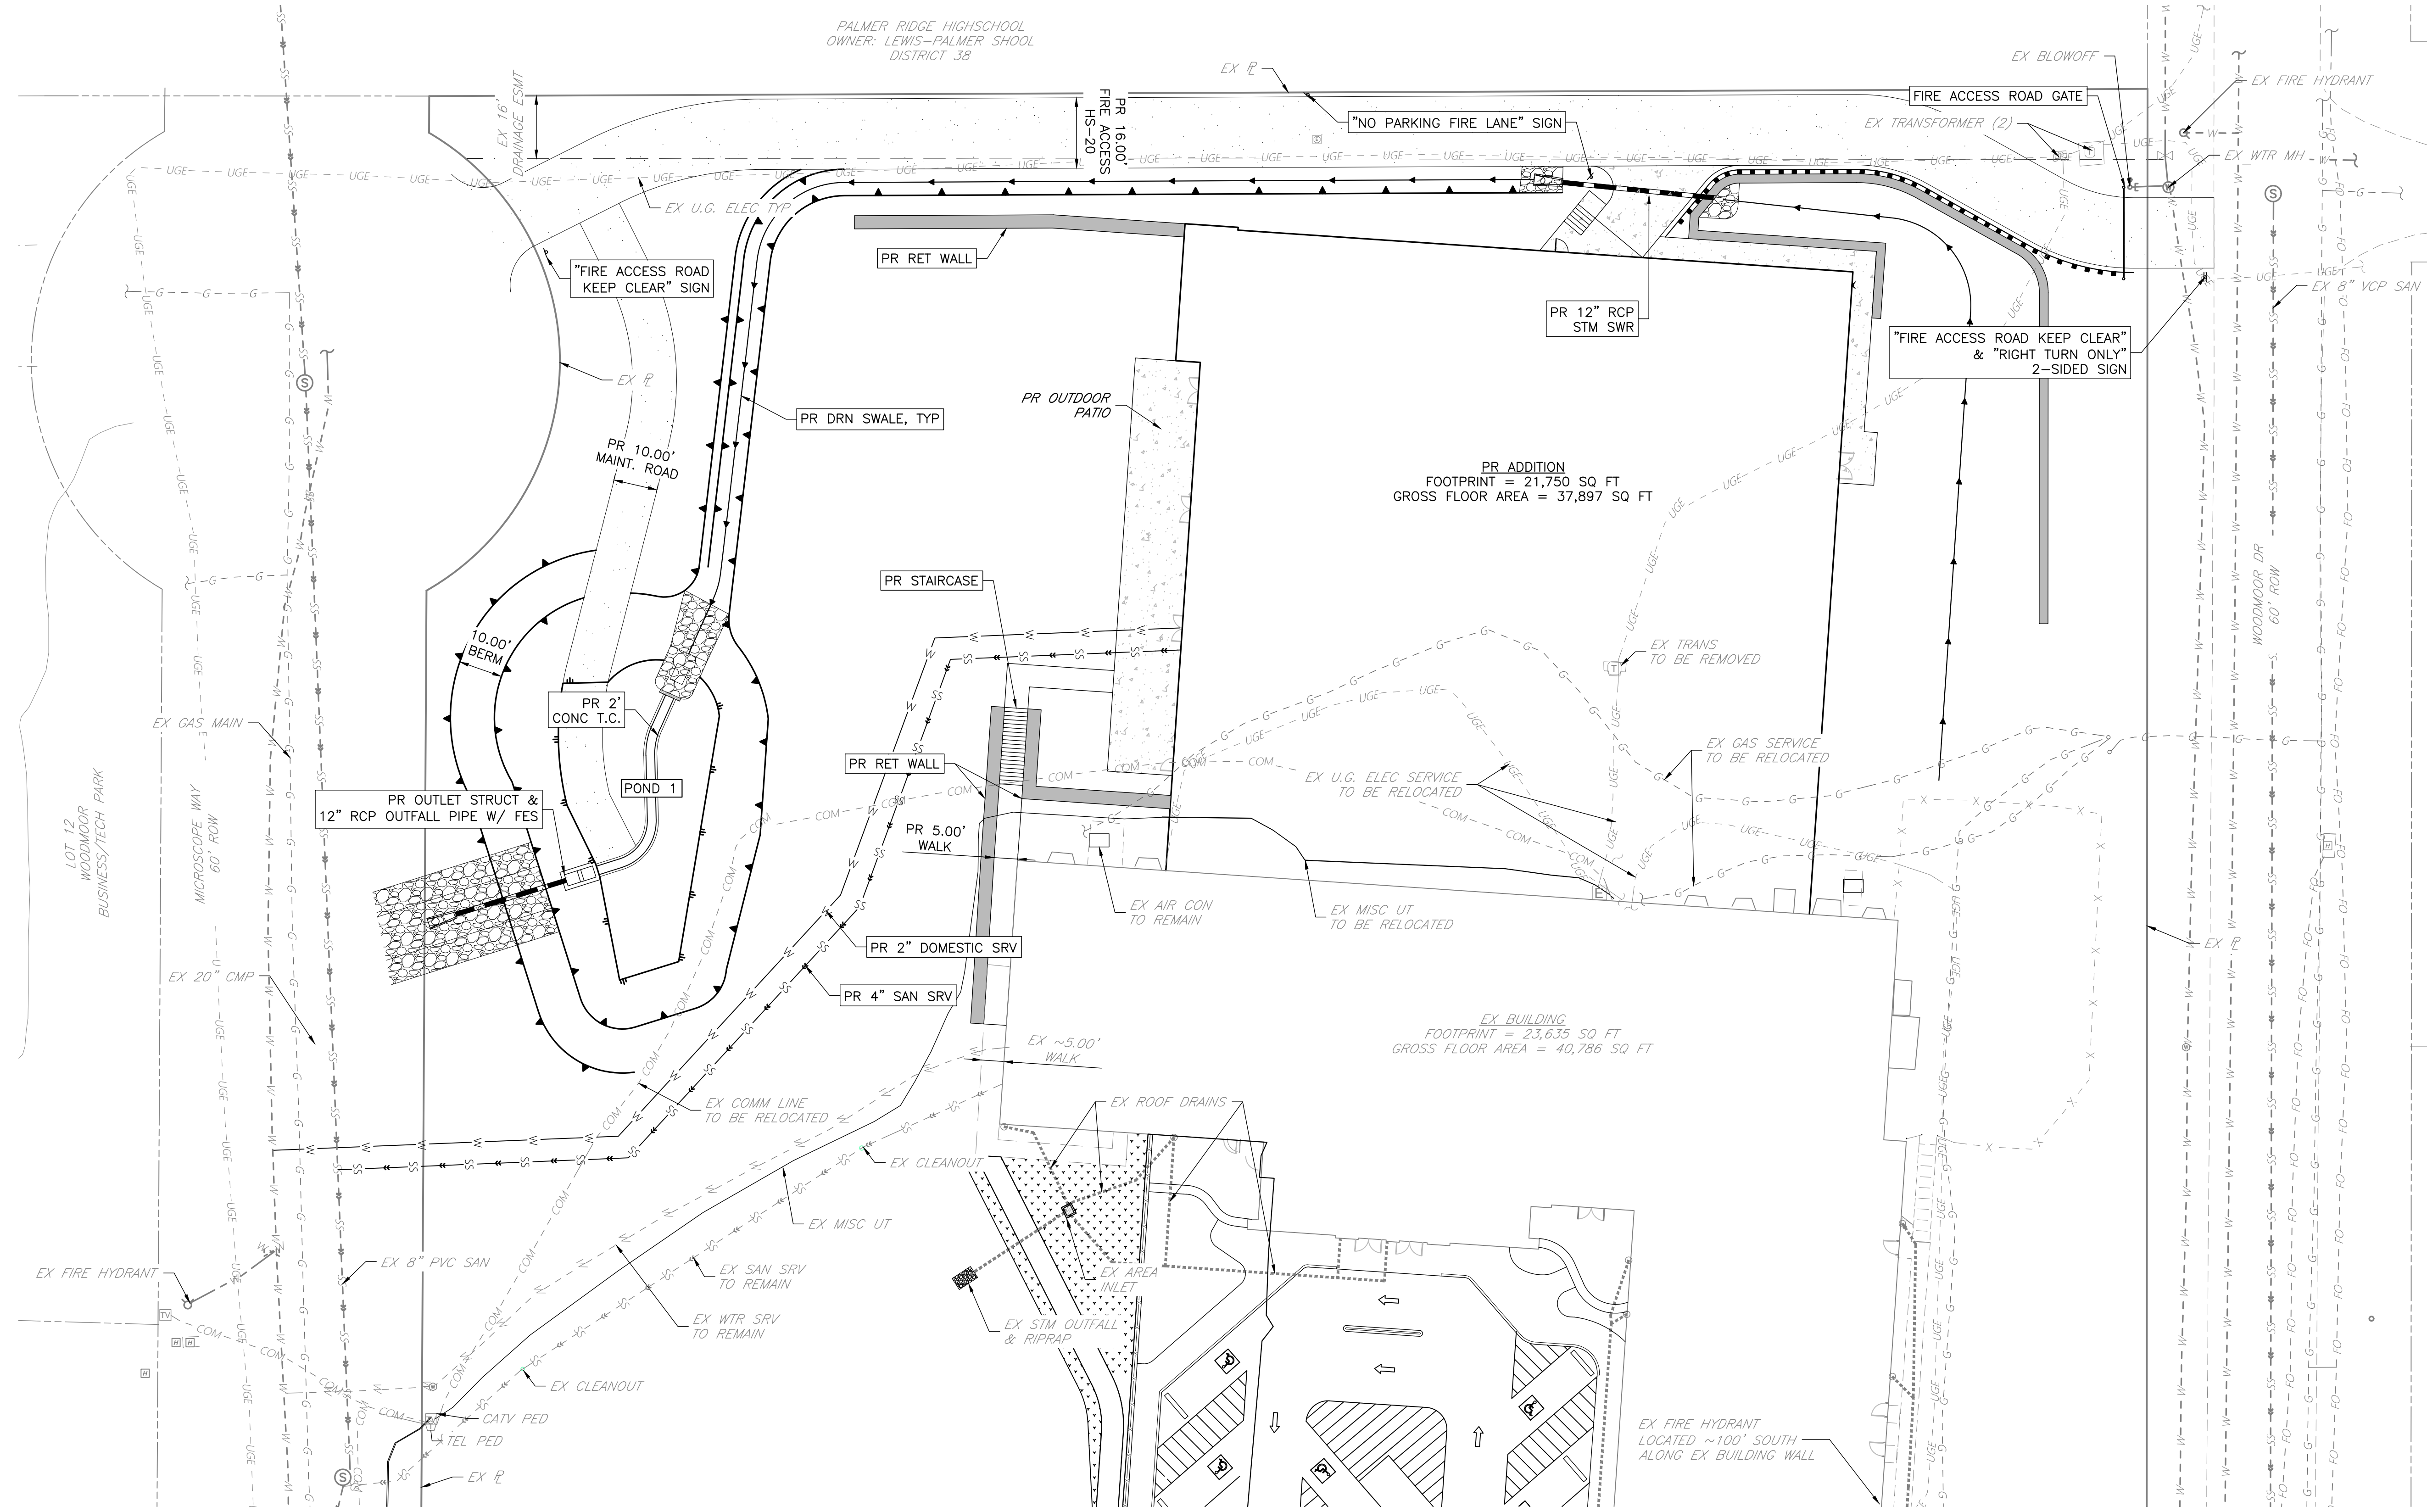 PALMER RIDGE HIGHSCHOOL
OWNER: LEWIS-PALMER SHOOL
DISTRICT 38
EX 16'
DRAINAGE ESMT
PR 16.00'
FIRE ACCESS
HS-20
EX PL
"NO PARKING FIRE LANE" SIGN
EX BLOWOFF
FIRE ACCESS ROAD GATE
EX TRANSFORMER (2)
EX FIRE HYDRANT
EX WTR MH
EX 8" VCP SAN
EX U.G. ELEC TYP
"FIRE ACCESS ROAD
KEEP CLEAR" SIGN
PR RET WALL
PR 12" RCP
STM SWR
"FIRE ACCESS ROAD KEEP CLEAR"
& "RIGHT TURN ONLY"
2-SIDED SIGN
EX PL
PR DRN SWALE, TYP
PR OUTDOOR
PATIO
PR 10.00'
MAINT. ROAD
PR ADDITION
FOOTPRINT = 21,750 SQ FT
GROSS FLOOR AREA = 37,897 SQ FT
WOODMOOR DR
60' ROW
PR STAIRCASE
10.00'
BERM
EX TRANS
TO BE REMOVED
PR 2'
CONC T.C.
EX GAS MAIN
PR RET WALL
POND 1
PR OUTLET STRUCT &
12" RCP OUTFALL PIPE W/ FES
EX U.G. ELEC SERVICE
TO BE RELOCATED
EX GAS SERVICE
TO BE RELOCATED
LOT 12
WOODMOOR
BUSINESS/TECH PARK
MICROSCOPE WAY
60' ROW
PR 5.00'
WALK
EX AIR CON
TO REMAIN
EX MISC UT
TO BE RELOCATED
PR 2" DOMESTIC SRV
EX PL
EX 20" CMP
PR 4" SAN SRV
EX BUILDING
FOOTPRINT = 23,635 SQ FT
GROSS FLOOR AREA = 40,786 SQ FT
EX ~5.00'
WALK
EX COMM LINE
TO BE RELOCATED
EX ROOF DRAINS
EX CLEANOUT
EX MISC UT
EX FIRE HYDRANT
EX 8" PVC SAN
EX SAN SRV
TO REMAIN
EX AREA
INLET
EX WTR SRV
TO REMAIN
EX STM OUTFALL
& RIPRAP
EX CLEANOUT
CATV PED
TEL PED
EX PL
EX FIRE HYDRANT
LOCATED ~100' SOUTH
ALONG EX BUILDING WALL